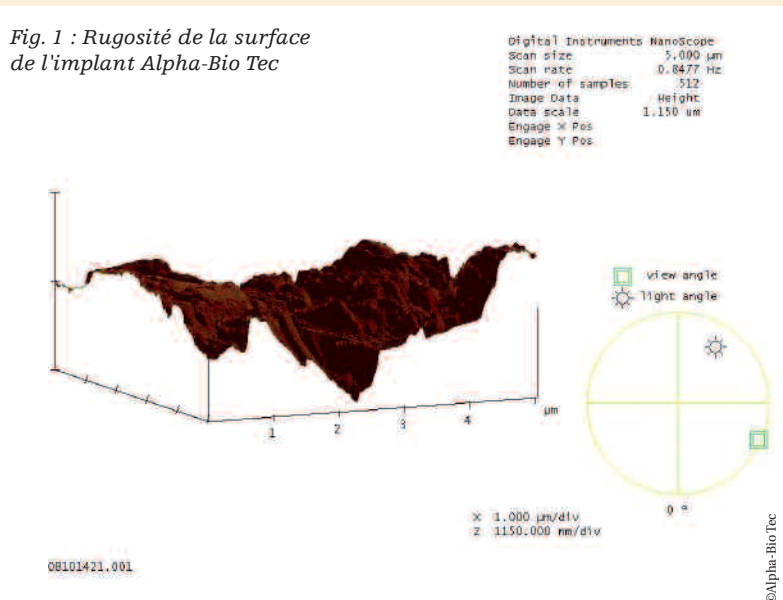 Fig. 1 : Rugosité de la surface
de l'implant Alpha-Bio Tec
Digital Instruments NanoScope
Scan size 5.000 µm
Scan rate 0.8477 Hz
Number of samples 512
Image Data Height
Data scale 1.150 um
Engage X Pos
Engage Y Pos
view angle
light angle
µm
1
2
3
4
0 °
X 1.000 µm/div
Z 1150.000 nm/div
08101421.001
©Alpha-Bio Tec